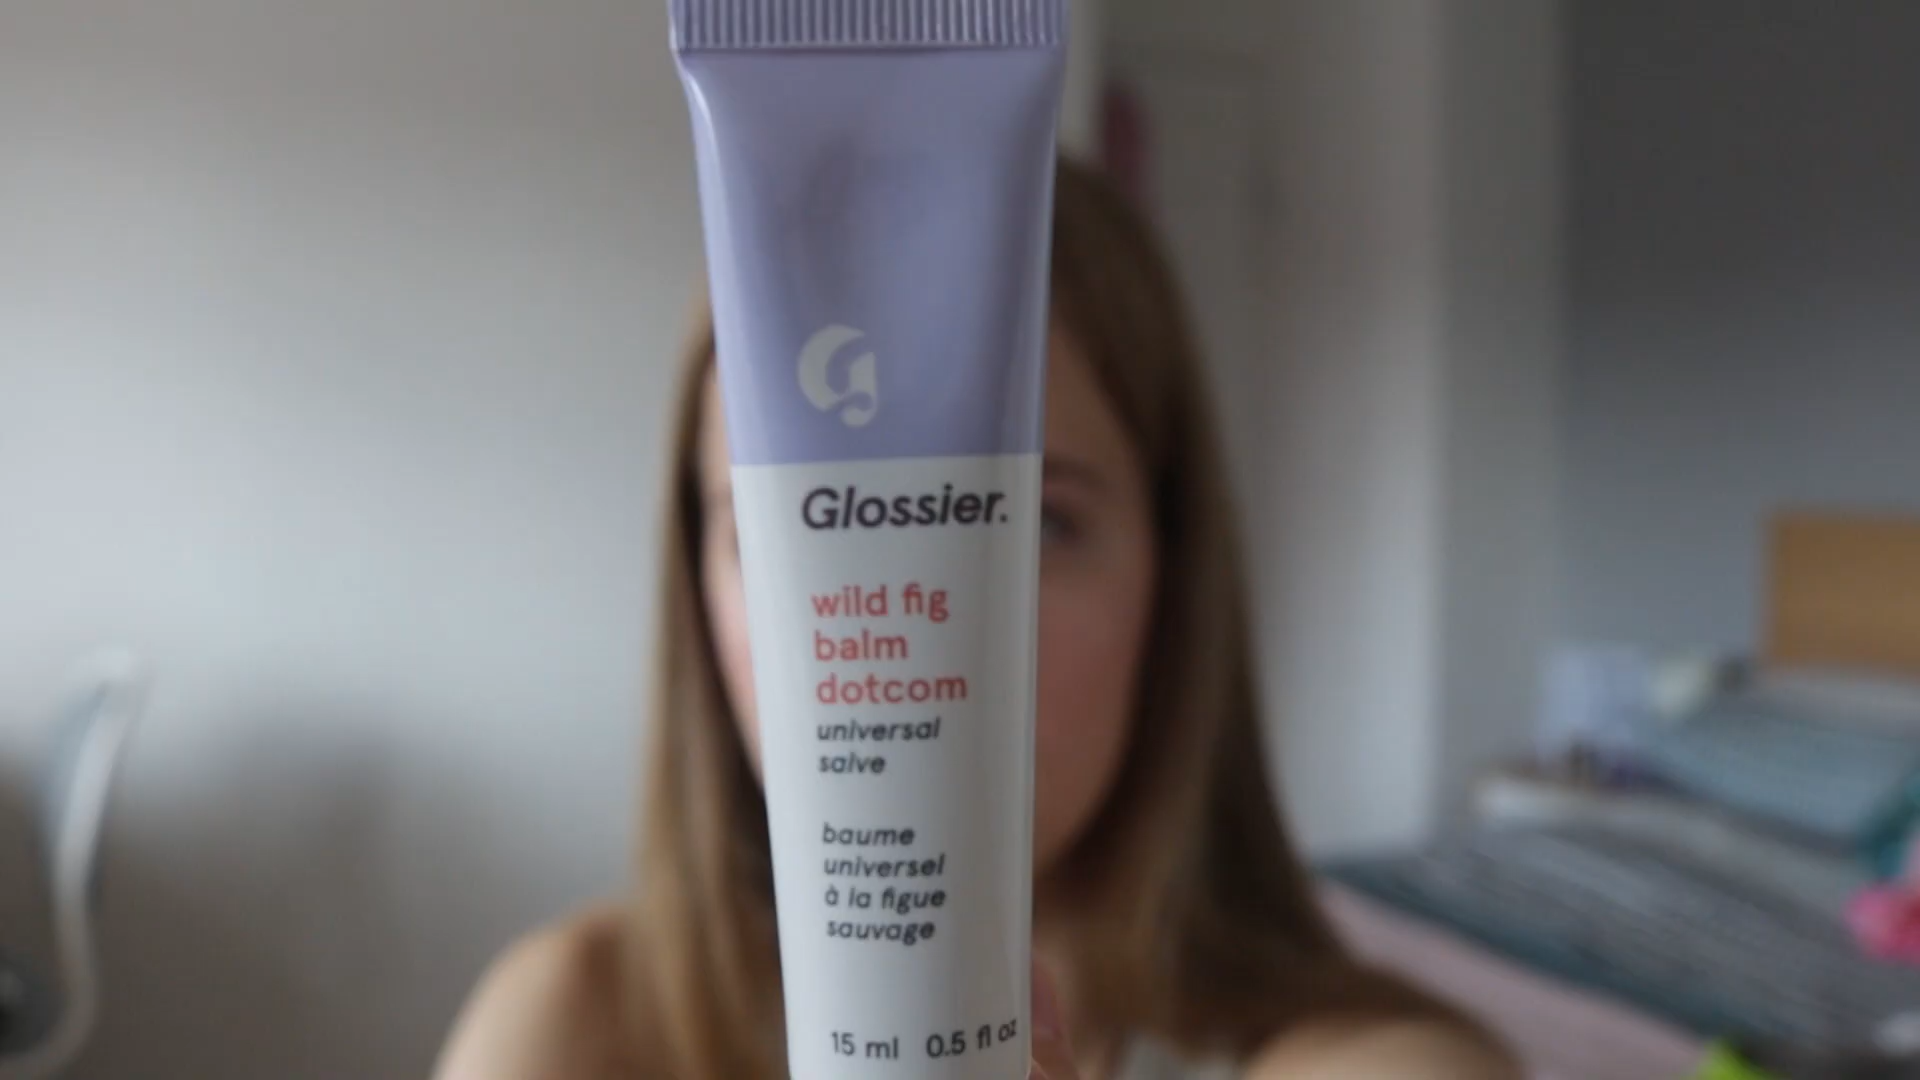 G
Glossier.
wild fig
balm
dotcom
universal
salve
baume
universel
à la figue
sauvage
15 ml 0.5 fl oz